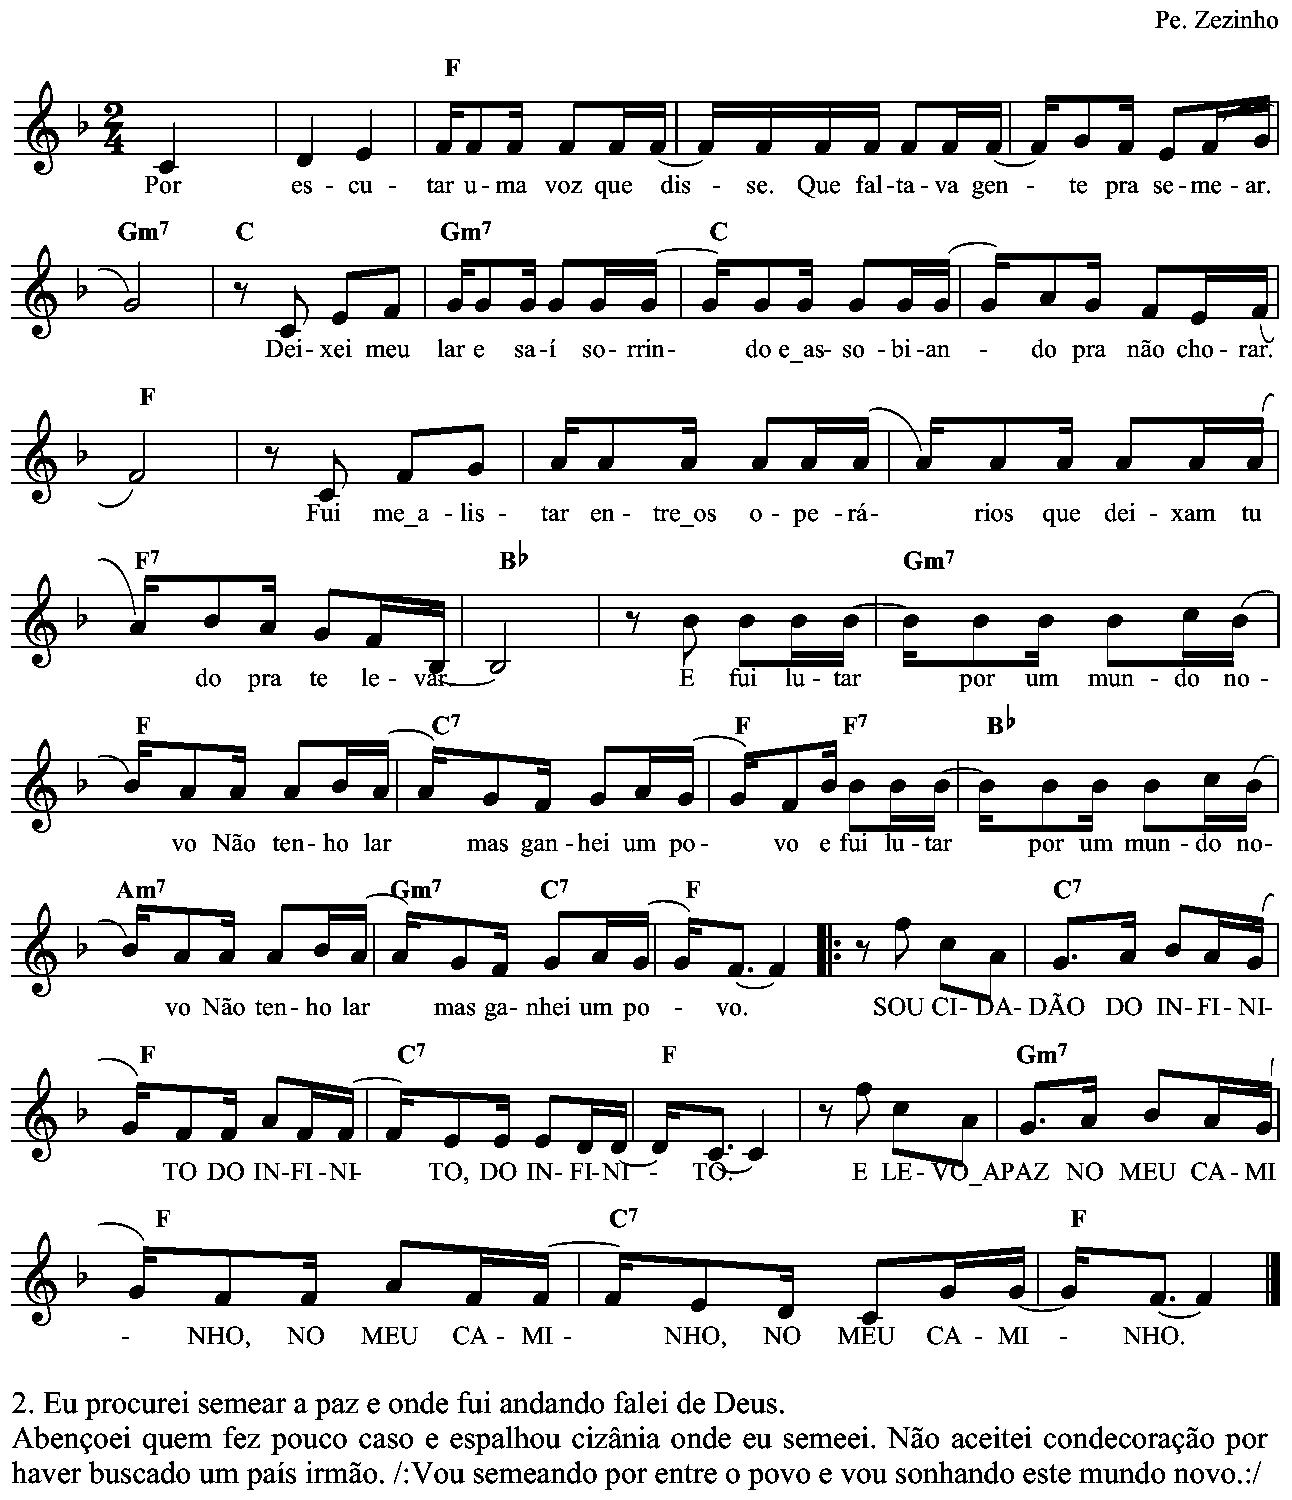 Pe. Zezinho
F
2
4
Por es - cu - tar u-ma voz que dis - se. Que fal-ta-va gen - te pra se-me-ar.
Gm7 C Gm7 C
Dei-xei meu lar e sa-í so-rrin- do e_as-so-bi-an - do pra não cho-rar.
F
Fui me_a-lis- tar en-tre_os o-pe-rá- rios que dei-xam tu
F7 B♭ Gm7
do pra te le-var. E fui lu-tar por um mun-do no-
F C7 F F7 B♭
vo Não ten-ho lar mas gan-hei um po- vo e fui lu-tar por um mun-do no-
Am7 Gm7 C7 F C7
vo Não ten-ho lar mas ga-nhei um po - vo. SOU CI-DA-DÃO DO IN-FI-NI-
F C7 F Gm7
TO DO IN-FI-NI- TO, DO IN-FI-NI - TO. E LE-VO_APAZ NO MEU CA-MI
F C7 F
- NHO, NO MEU CA-MI- NHO, NO MEU CA-MI - NHO.
2. Eu procurei semear a paz e onde fui andando falei de Deus.
Abençoei quem fez pouco caso e espalhou cizânia onde eu semeei. Não aceitei condecoração por
haver buscado um país irmão. /:Vou semeando por entre o povo e vou sonhando este mundo novo.:/